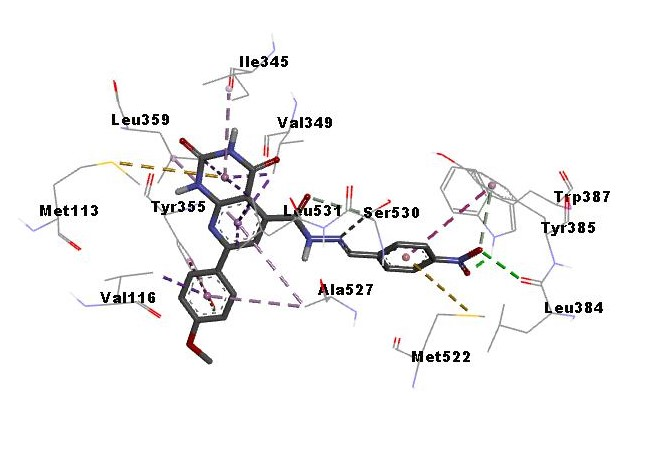 Ile345
Leu359
Val349
Met113
Tyr355
Leu531
Ser530
Trp387
Tyr385
Val116
Ala527
Leu384
Met522